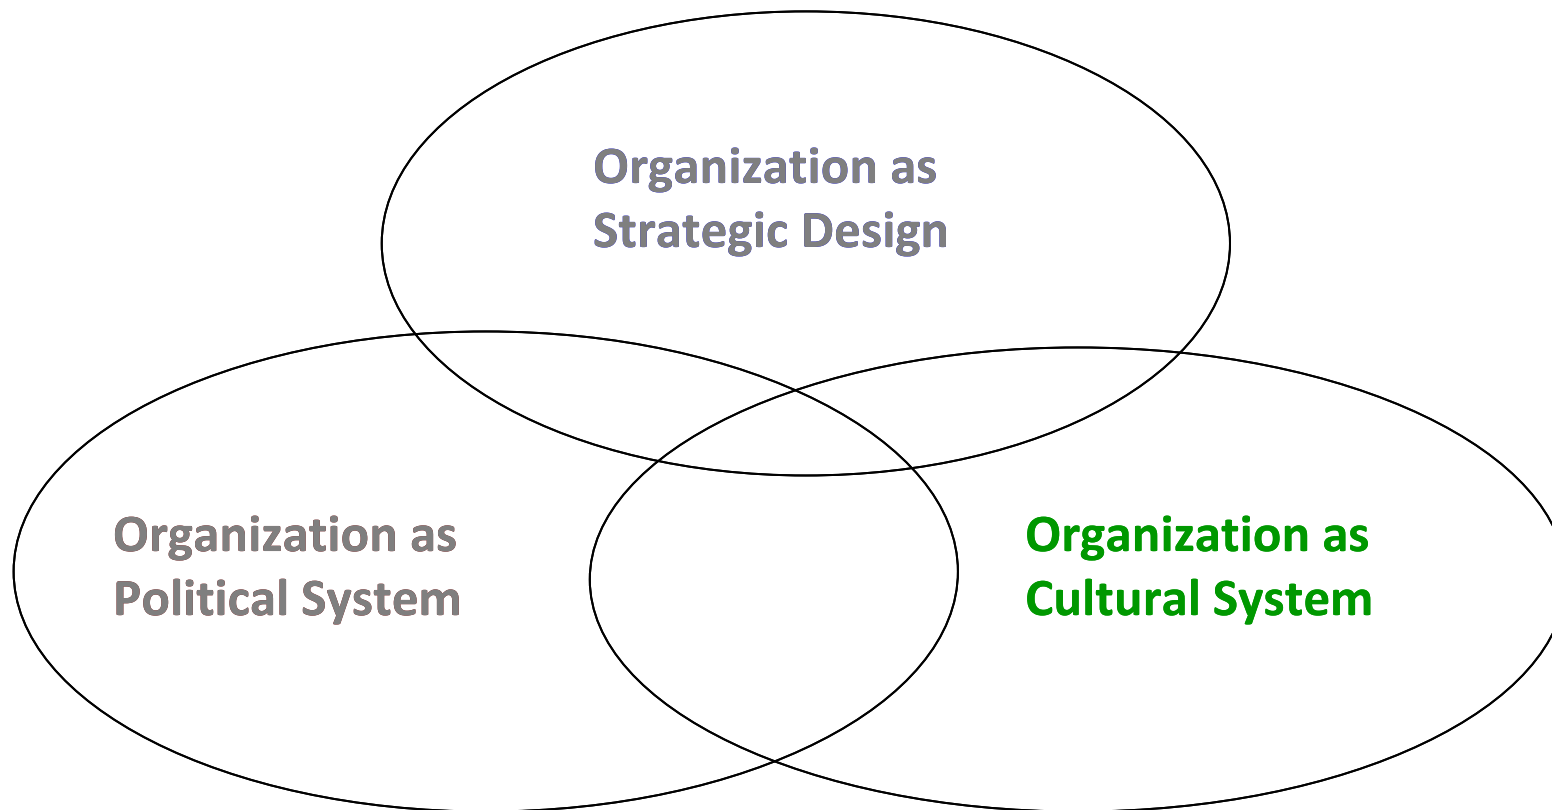 Organization as
Strategic Design
Organization as
Political System
Organization as
Cultural System